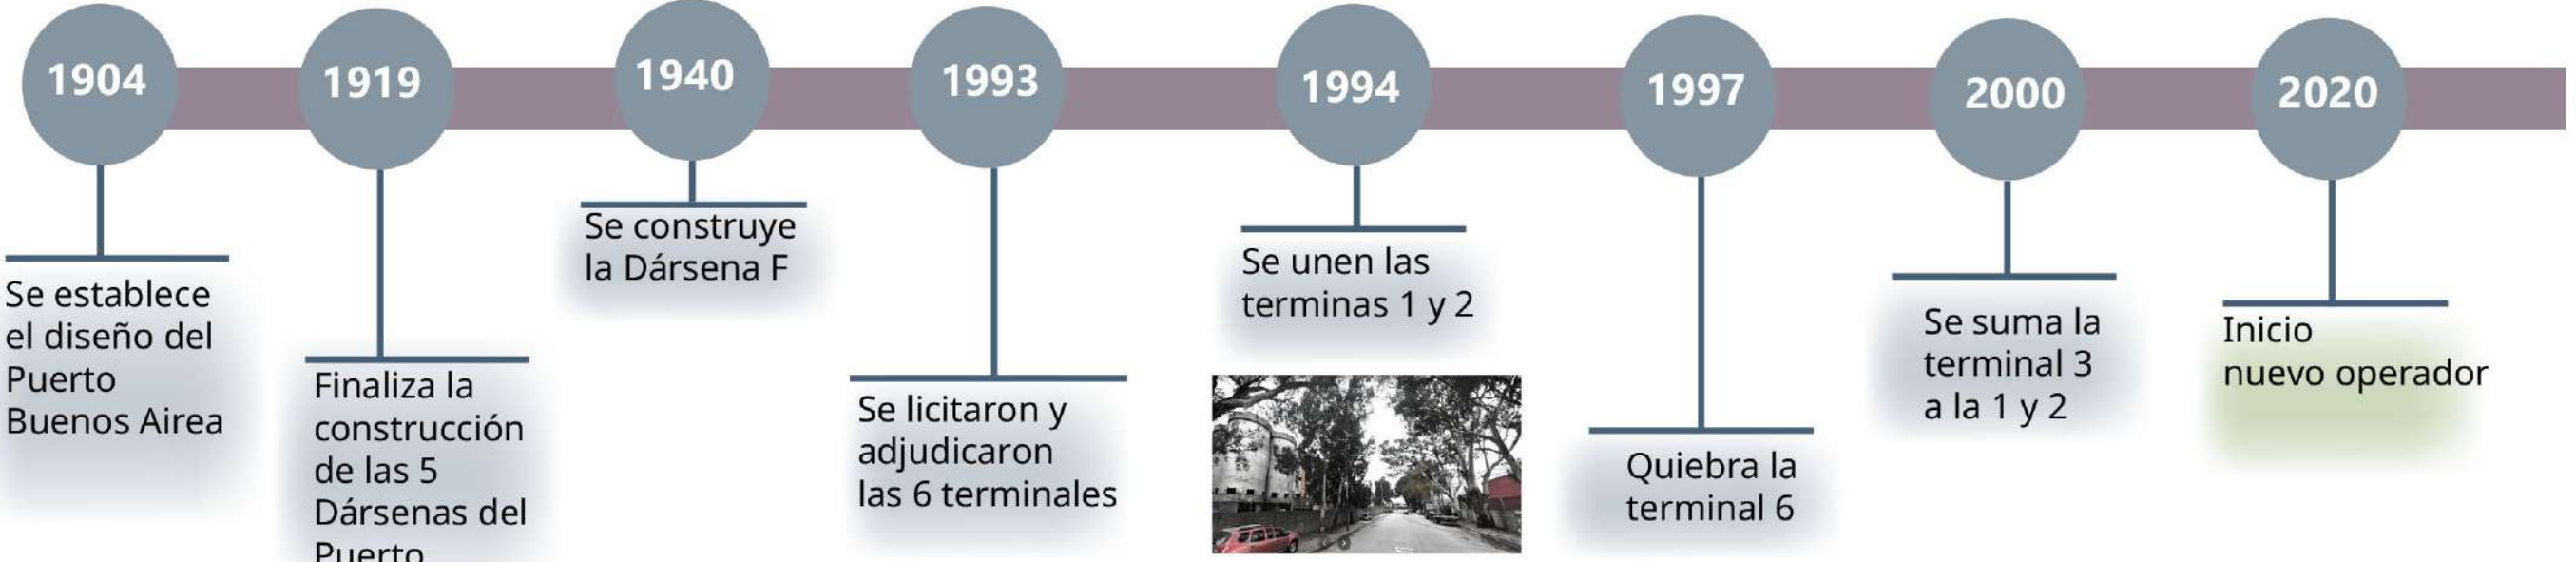 1904
Se establece
el diseño del
Puerto
Buenos Airea
1919
Finaliza la
construcción
de las 5
Dársenas del
Puerto
1940
Se construye
la Dársena F
1993
Se licitaron y
adjudicaron
las 6 terminales
1994
Se unen las
terminas 1 y 2
1997
Quiebra la
terminal 6
2000
Se suma la
terminal 3
a la 1 y 2
2020
Inicio
nuevo operador